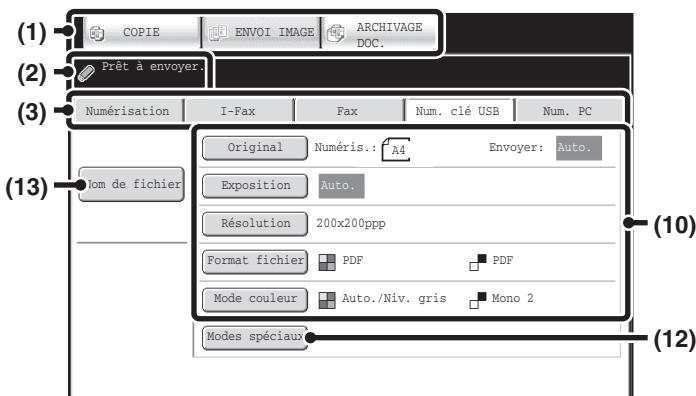 (1) COPIE ENVOI IMAGE ARCHIVAGE DOC.
(2) Prêt à envoyer.
(3) Numérisation I-Fax Fax Num. clé USB Num. PC
Original Numéris.: A4 Envoyer: Auto.
(13) Nom de fichier Exposition Auto.
Résolution 200x200ppp (10)
Format fichier PDF PDF
Mode couleur Auto./Niv. gris Mono 2
Modes spéciaux (12)